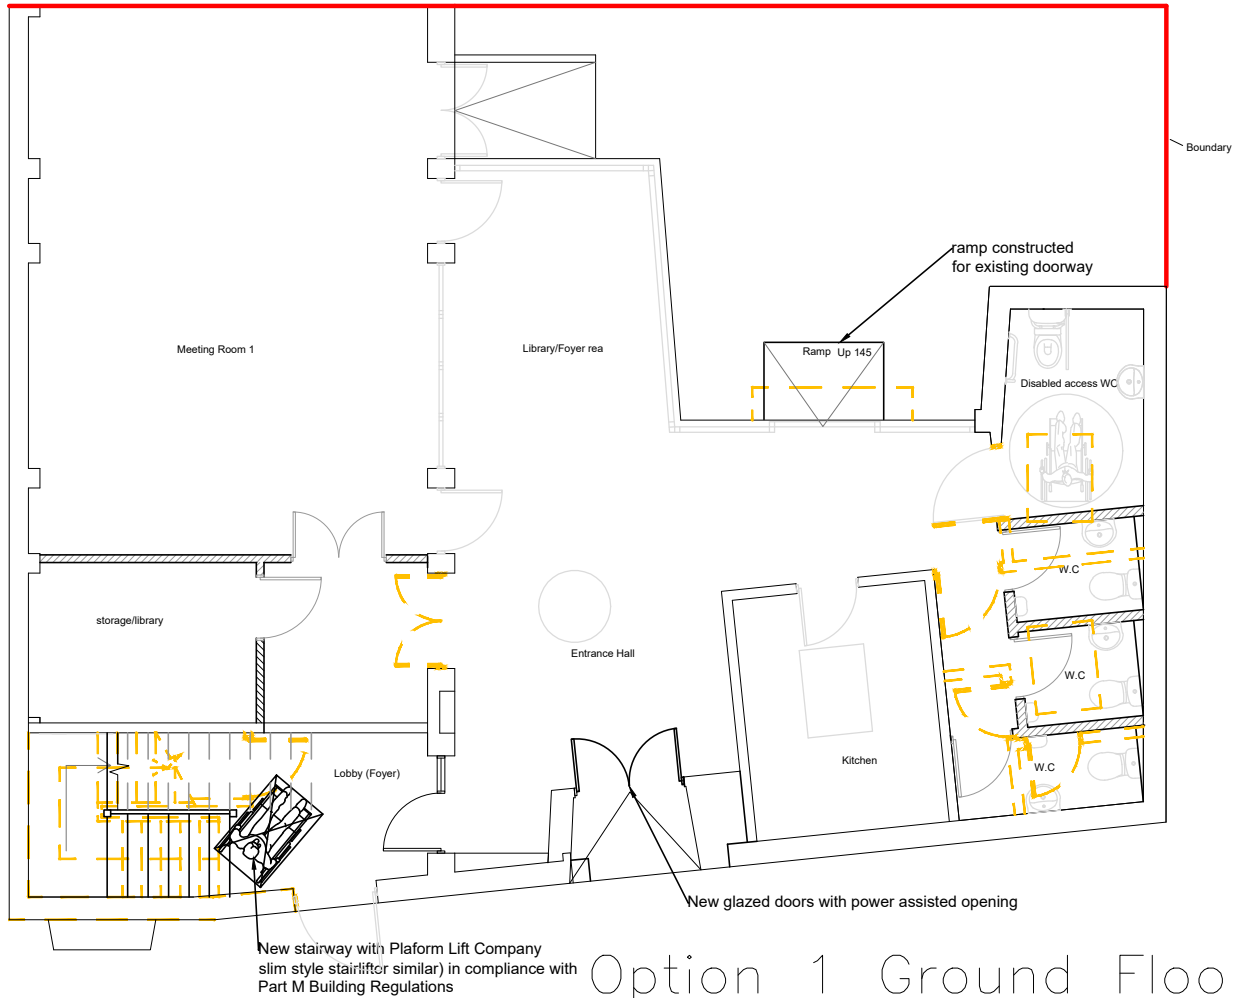 Boundary
ramp constructed
for existing doorway
Meeting Room 1
Library/Foyer rea
Ramp Up 145
Disabled access WC
W.C
storage/library
Entrance Hall
W.C
Lobby (Foyer)
Kitchen
W.C
New glazed doors with power assisted opening
New stairway with Plaform Lift Company
slim style stairliftor similar) in compliance with
Part M Building Regulations
Option 1 Ground Floo